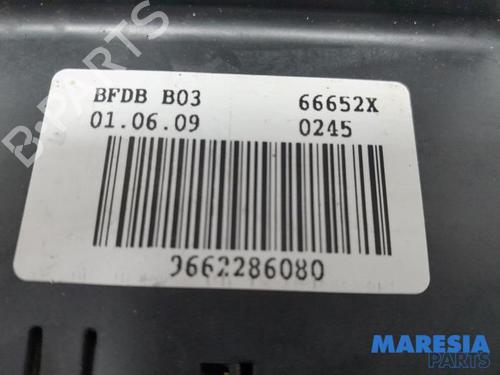 BFDB B03 66652X
01.06.09 0245
9662286080
B-PARTS
MARESIA
PARTS